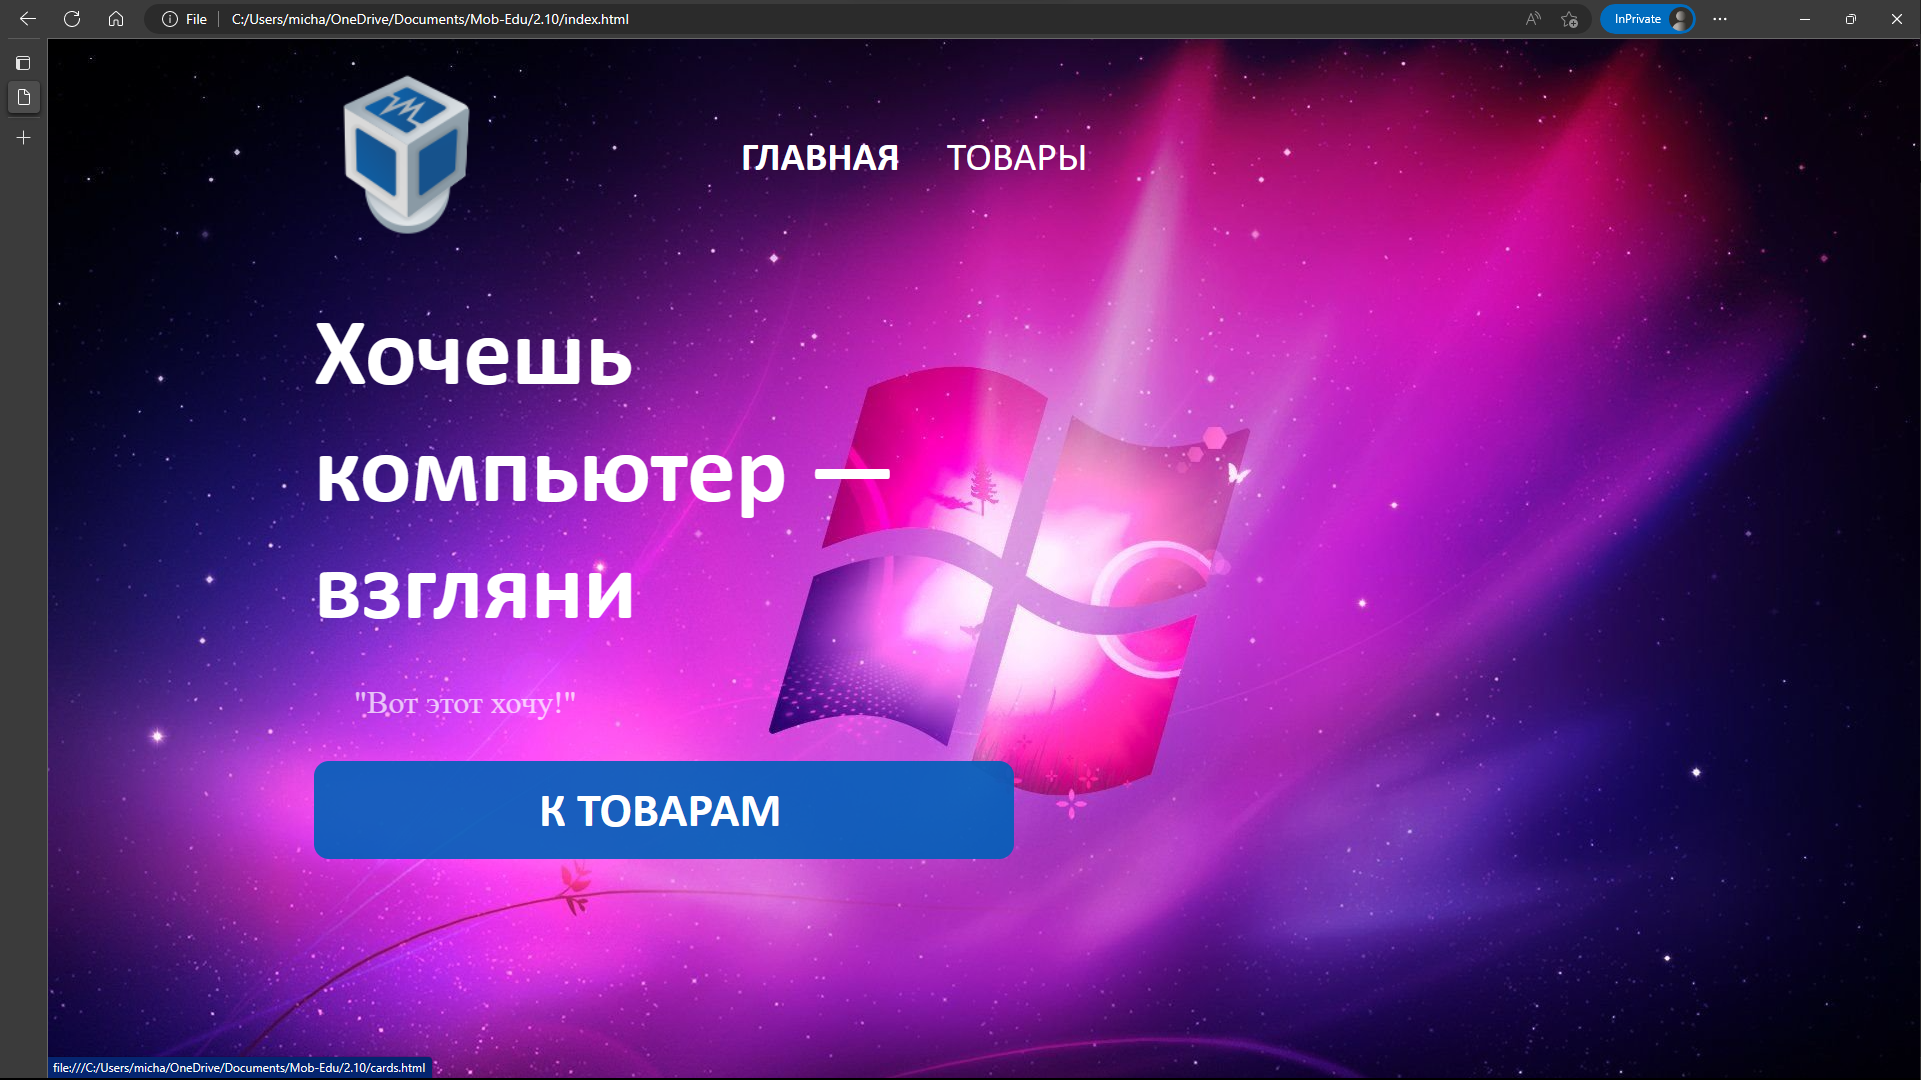 File
C:/Users/micha/OneDrive/Documents/Mob-Edu/2.10/index.html
InPrivate
ГЛАВНАЯ ТОВАРЫ
Хочешь
компьютер —
взгляни
"Вот этот хочу!"
К ТОВАРАМ
file:///C:/Users/micha/OneDrive/Documents/Mob-Edu/2.10/cards.html